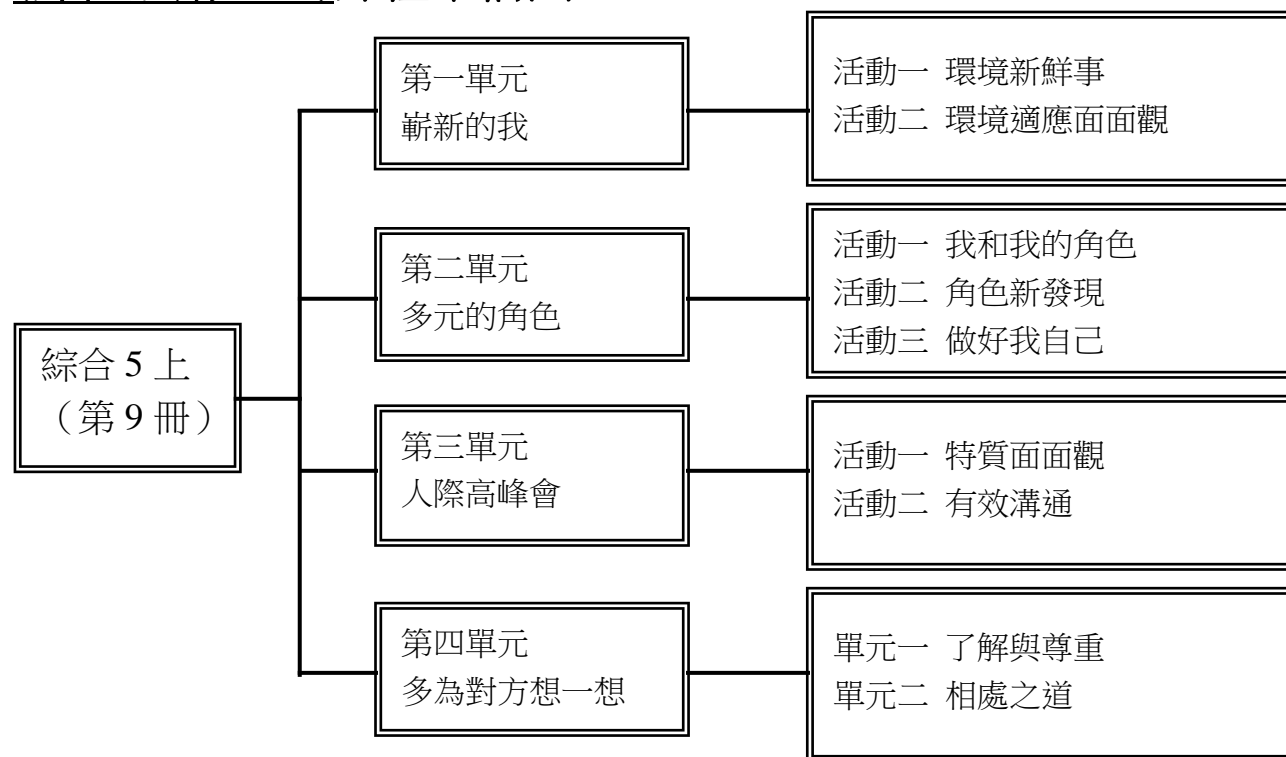 綜合 5 上
（第 9 冊）
第一單元
嶄新的我
活動一 環境新鮮事
活動二 環境適應面面觀
第二單元
多元的角色
活動一 我和我的角色
活動二 角色新發現
活動三 做好我自己
第三單元
人際高峰會
活動一 特質面面觀
活動二 有效溝通
第四單元
多為對方想一想
單元一 了解與尊重
單元二 相處之道